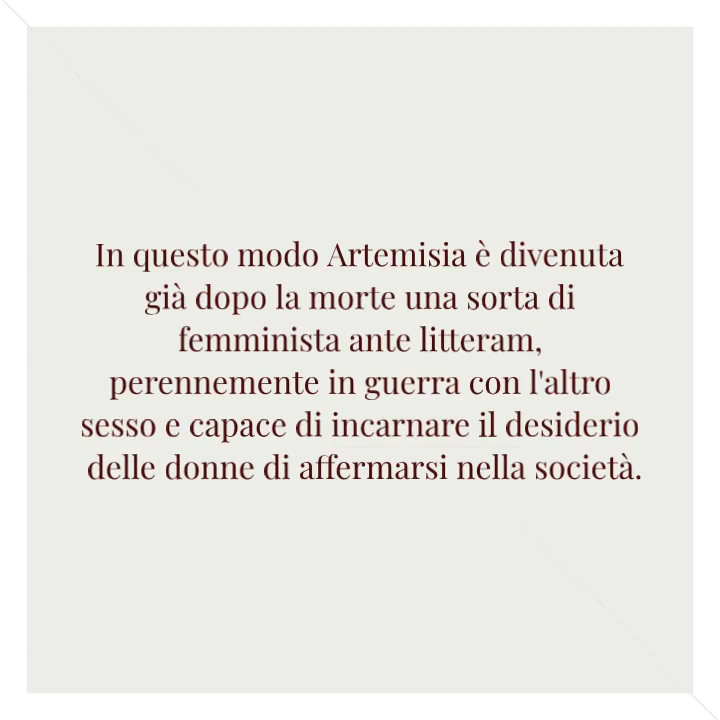 In questo modo Artemisia è divenuta
già dopo la morte una sorta di
femminista ante litteram,
perennemente in guerra con l'altro
sesso e capace di incarnare il desiderio
delle donne di affermarsi nella società.